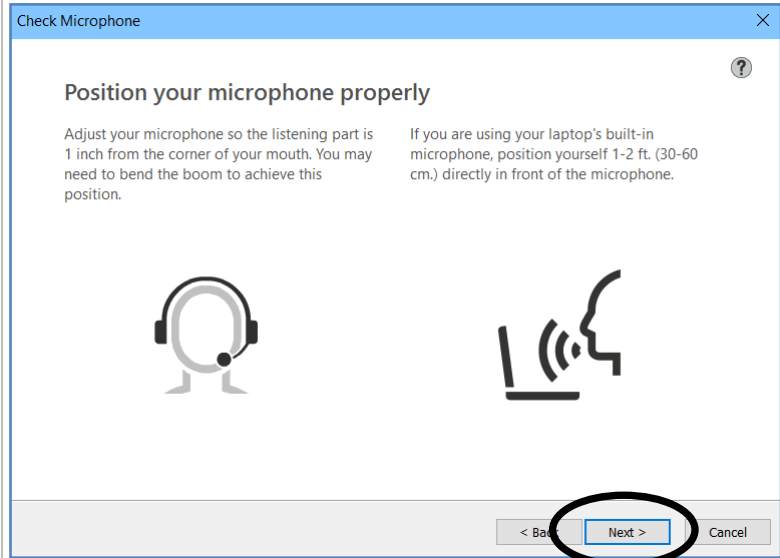 Check Microphone
?
Position your microphone properly
Adjust your microphone so the listening part is
1 inch from the corner of your mouth. You may
need to bend the boom to achieve this
position.
If you are using your laptop's built-in
microphone, position yourself 1-2 ft. (30-60
cm.) directly in front of the microphone.
< Back
Next >
Cancel